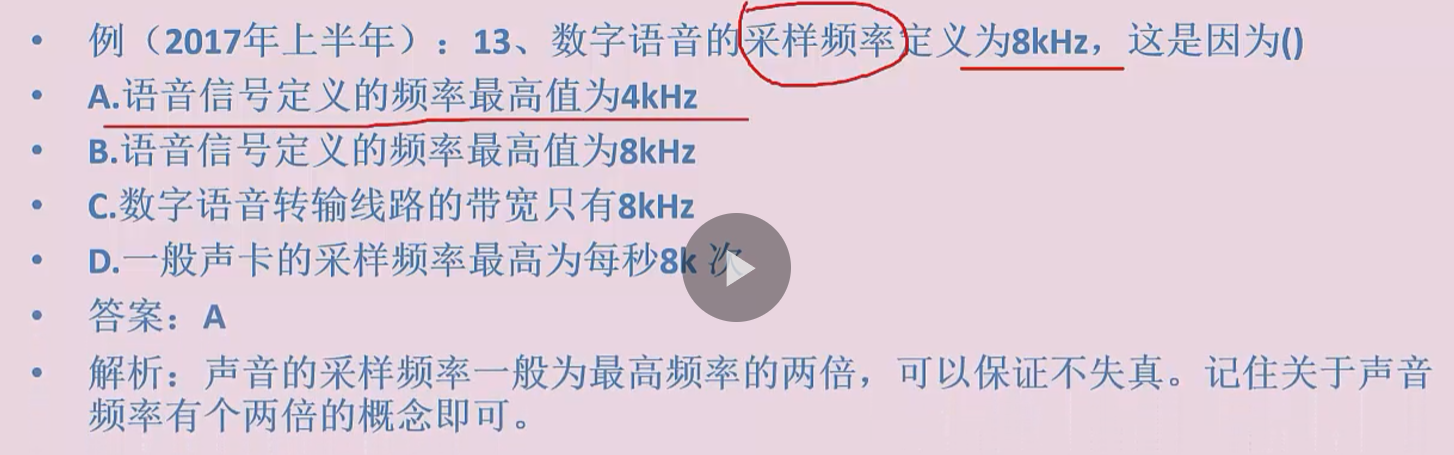 • 例（2017年上半年）：13、数字语音的采样频率定义为8kHz，这是因为()
• A.语音信号定义的频率最高值为4kHz
• B.语音信号定义的频率最高值为8kHz
• C.数字语音转输线路的带宽只有8kHz
• D.一般声卡的采样频率最高为每秒8k 次
• 答案：A
• 解析：声音的采样频率一般为最高频率的两倍，可以保证不失真。记住关于声音
频率有个两倍的概念即可。